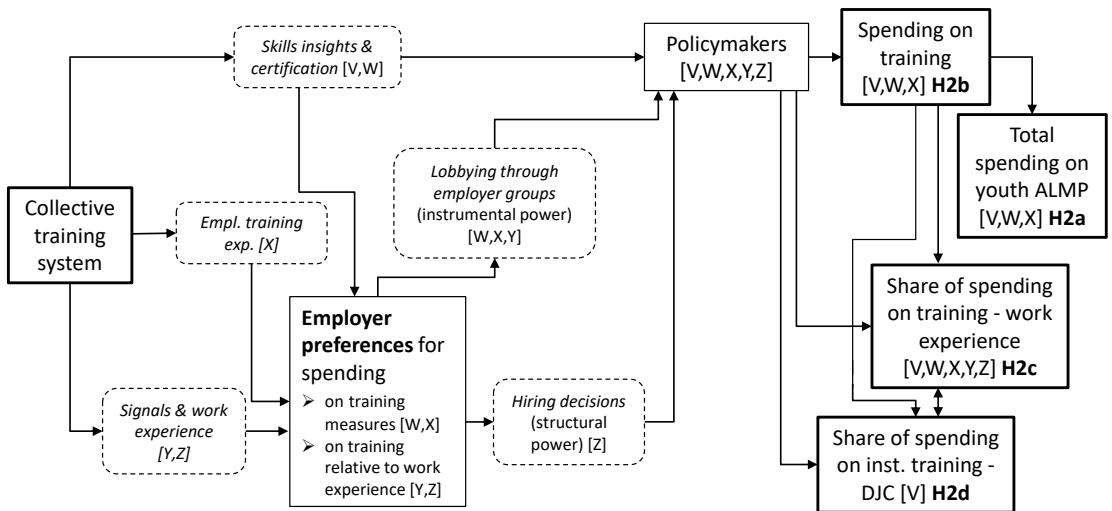 Skills insights &
certification [V,W]
Policymakers
[V,W,X,Y,Z]
Spending on
training
[V,W,X] H2b
Total
spending on
youth ALMP
[V,W,X] H2a
Lobbying through
employer groups
(instrumental power)
[W,X,Y]
Collective
training
system
Empl. training
exp. [X]
Employer
preferences for
spending
➢ on training
measures [W,X]
➢ on training
relative to work
experience [Y,Z]
Share of spending
on training - work
experience
[V,W,X,Y,Z] H2c
Signals & work
experience
[Y,Z]
Hiring decisions
(structural
power) [Z]
Share of spending
on inst. training -
DJC [V] H2d